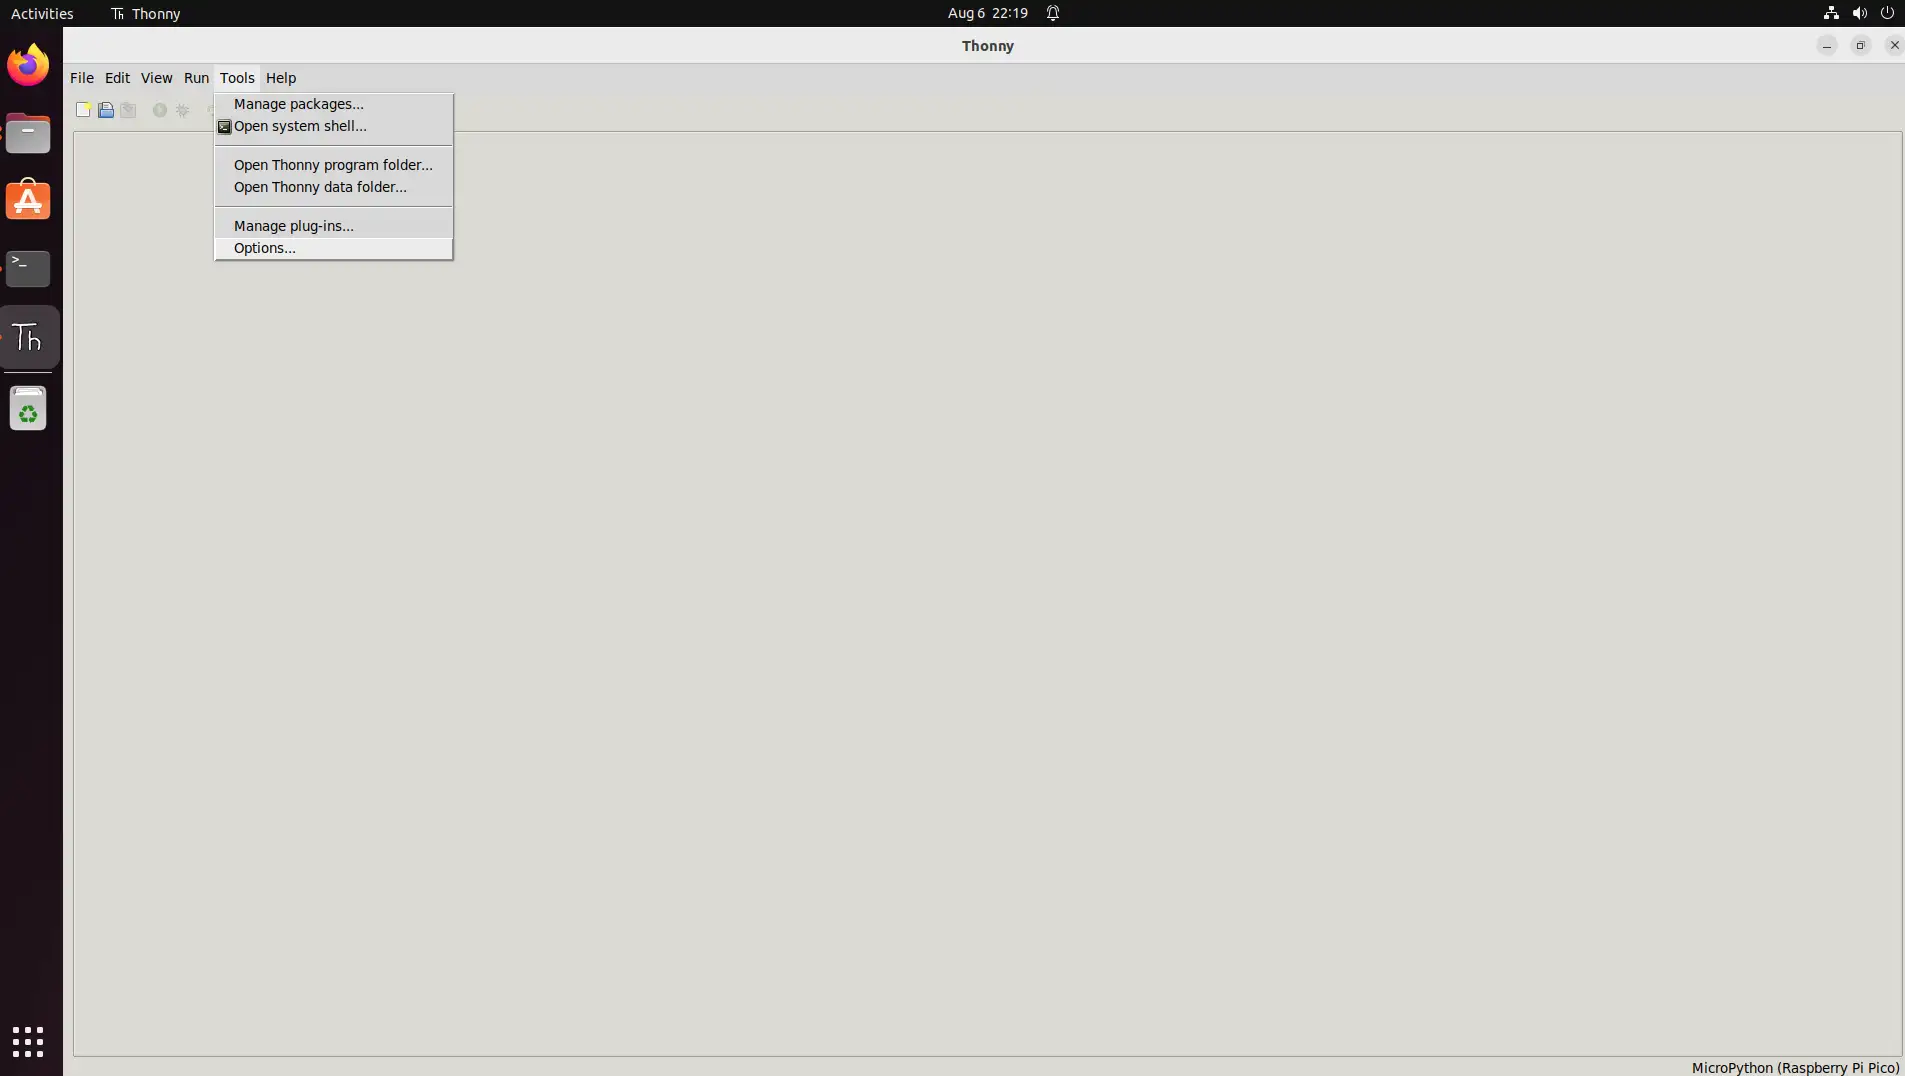 Activities Thonny Aug 6 22:19
Thonny
File Edit View Run Tools Help
Manage packages...
Open system shell...
Open Thonny program folder...
Open Thonny data folder...
Manage plug-ins...
Options...
>_
Th
MicroPython (Raspberry Pi Pico)